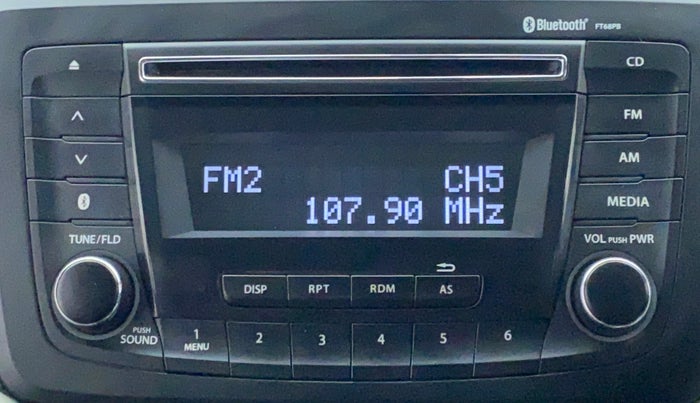 Bluetooth® FT68PB
CD
FM
AM
FM2 CH5
MEDIA
107.90 MHz
TUNE/FLD
VOL PUSH PWR
DISP RPT RDM AS
PUSH
SOUND
1 2 3 4 5 6
MENU